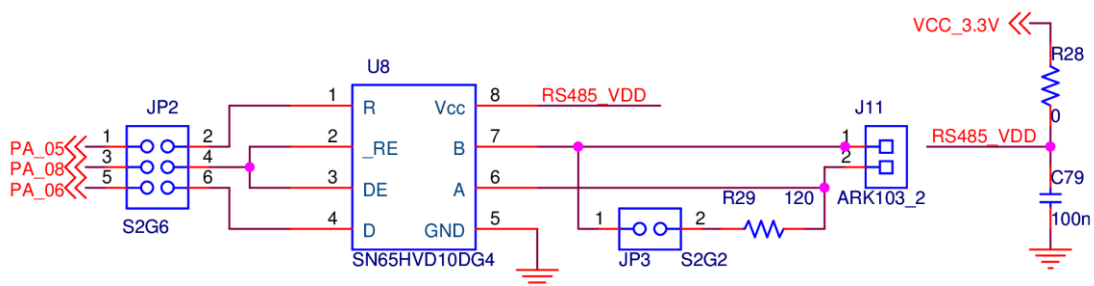 VCC_3.3V
R28
0
U8
JP2
1 R Vcc 8 RS485_VDD
J11
PA_05 1 2
2 _RE B 7
1
RS485_VDD
PA_08 3 4
2
PA_06 5 6
3 DE A 6
R29 120 ARK103_2
C79
100n
S2G6
4 D GND 5
1 2
SN65HVD10DG4
JP3 S2G2